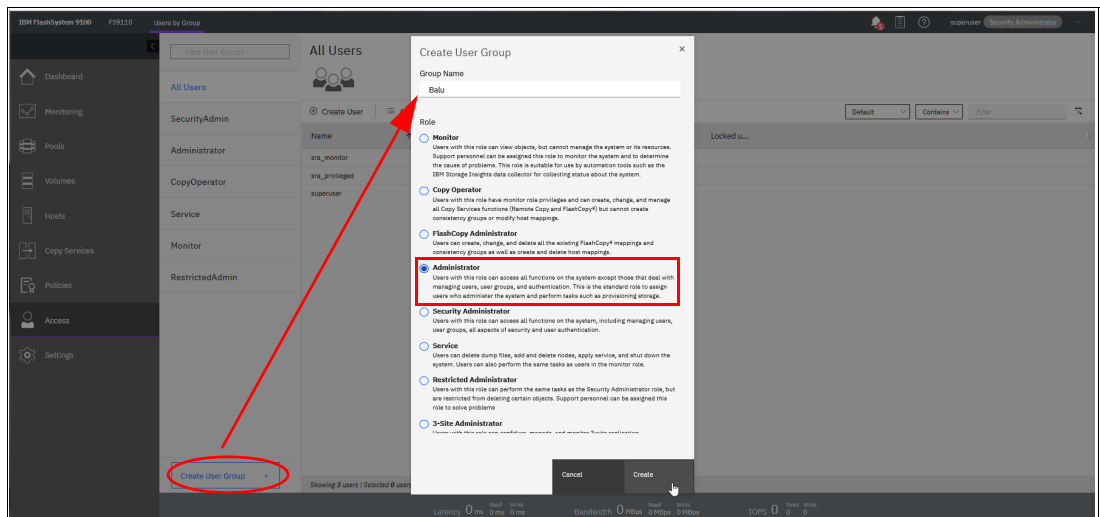 IBM FlashSystem 9100 FS9110 Users by Group
superuser Security Administrator
Dashboard
Monitoring
Pools
Volumes
Hosts
Copy Services
Policies
Access
Settings
Filter User Groups
All Users
SecurityAdmin
Administrator
CopyOperator
Service
Monitor
RestrictedAdmin
Create User Group +
All Users
Create User
Default Contains Filter
Name Locked u...
sra_monitor
sra_privileged
superuser
Showing 3 users | Selected 0 users
Create User Group ×
Group Name
Balu
Role
Monitor
Users with this role can view objects, but cannot manage the system or its resources.
Support personnel can be assigned this role to monitor the system and to determine
the cause of problems. This role is suitable for use by automation tools such as the
IBM Storage Insights data collector for collecting status about the system.
Copy Operator
Users with this role have monitor role privileges and can create, change, and manage
all Copy Services functions (Remote Copy and FlashCopy®) but cannot create
consistency groups or modify host mappings.
FlashCopy Administrator
Users can create, change, and delete all the existing FlashCopy® mappings and
consistency groups as well as create and delete host mappings.
Administrator
Users with this role can access all functions on the system except those that deal with
managing users, user groups, and authentication. This is the standard role to assign
users who administer the system and perform tasks such as provisioning storage.
Security Administrator
Users with this role can access all functions on the system, including managing users,
user groups, all aspects of security and user authentication.
Service
Users can delete dump files, add and delete nodes, apply service, and shut down the
system. Users can also perform the same tasks as users in the monitor role.
Restricted Administrator
Users with this role can perform the same tasks as the Security Administrator role, but
are restricted from deleting certain objects. Support personnel can be assigned this
role to solve problems
3-Site Administrator
Users with this role can configure, manage, and monitor 3-site replication
Cancel Create
Latency 0 ms Read 0 ms Write 0 ms Bandwidth 0 MBps Read 0 MBps Write 0 MBps IOPS 0 Read 0 Write 0